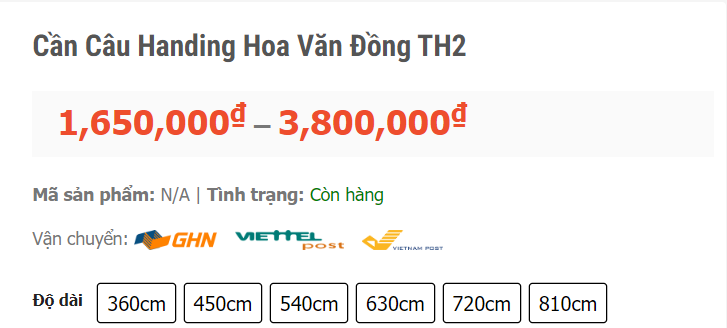 Cần Câu Handing Hoa Văn Đồng TH2
1,650,000₫ – 3,800,000₫
Mã sản phẩm: N/A | Tình trạng: Còn hàng
Vận chuyển: GHN VIETTEL post VIETNAM POST
Độ dài 360cm 450cm 540cm 630cm 720cm 810cm